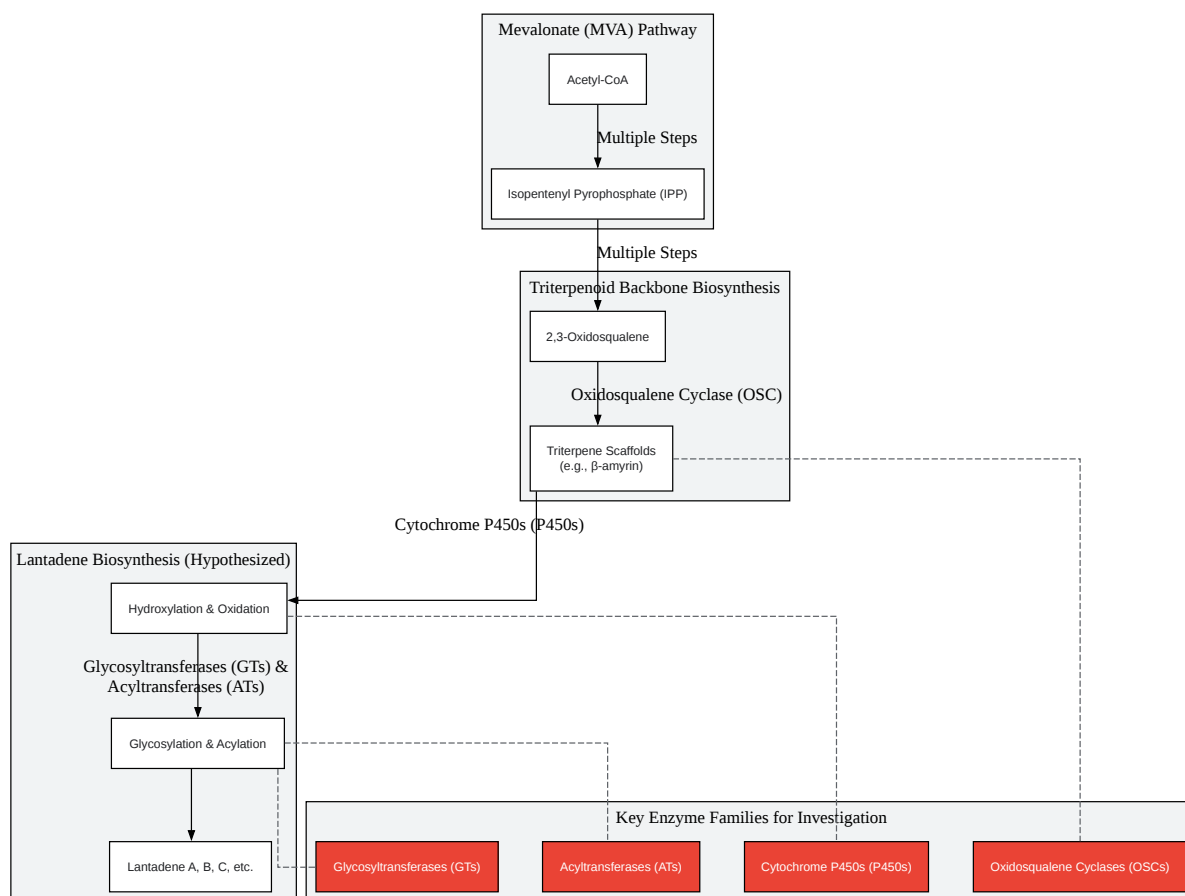 Mevalonate (MVA) Pathway
Acetyl-CoA
Multiple Steps
Isopentenyl Pyrophosphate (IPP)
Multiple Steps
Triterpenoid Backbone Biosynthesis
2,3-Oxidosqualene
Oxidosqualene Cyclase (OSC)
Triterpene Scaffolds
(e.g., β-amyrin)
Cytochrome P450s (P450s)
Lantadene Biosynthesis (Hypothesized)
Hydroxylation & Oxidation
Glycosyltransferases (GTs) &
Acyltransferases (ATs)
Glycosylation & Acylation
Lantadene A, B, C, etc.
Key Enzyme Families for Investigation
Glycosyltransferases (GTs)
Acyltransferases (ATs)
Cytochrome P450s (P450s)
Oxidosqualene Cyclases (OSCs)